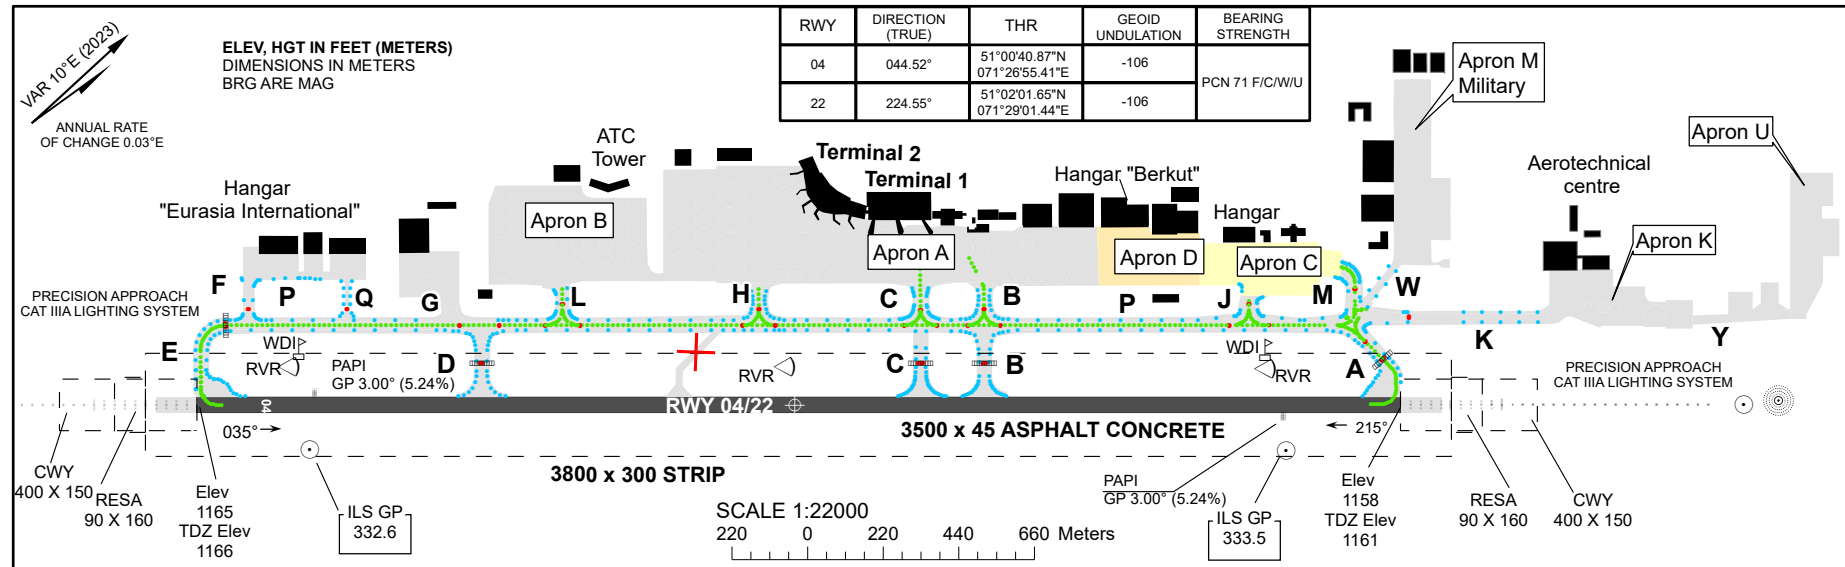 VAR 10°E (2023)
ANNUAL RATE
OF CHANGE 0.03°E
ELEV, HGT IN FEET (METERS)
DIMENSIONS IN METERS
BRG ARE MAG
RWY
DIRECTION
(TRUE)
THR
GEOID
UNDULATION
BEARING
STRENGTH
04
044.52°
51°00'40.87"N
071°26'55.41"E
-106
PCN 71 F/C/W/U
22
224.55°
51°02'01.65"N
071°29'01.44"E
-106
Apron M
Military
Apron U
Aerotechnical
centre
Apron K
ATC
Tower
Terminal 2
Terminal 1
Hangar "Berkut"
Hangar
Hangar
"Eurasia International"
Apron B
Apron A
Apron D
Apron C
PRECISION APPROACH
CAT IIIA LIGHTING SYSTEM
F
P
Q
G
L
H
C
B
P
J
M
W
K
Y
E
WDI
RVR
PAPI
GP 3.00° (5.24%)
D
RVR
C
B
WDI
RVR
A
PRECISION APPROACH
CAT IIIA LIGHTING SYSTEM
04
RWY 04/22
035°
3500 x 45 ASPHALT CONCRETE
215°
3800 x 300 STRIP
CWY
400 X 150
RESA
90 X 160
Elev
1165
TDZ Elev
1166
ILS GP
332.6
SCALE 1:22000
220 0 220 440 660 Meters
PAPI
GP 3.00° (5.24%)
ILS GP
333.5
Elev
1158
TDZ Elev
1161
RESA
90 X 160
CWY
400 X 150